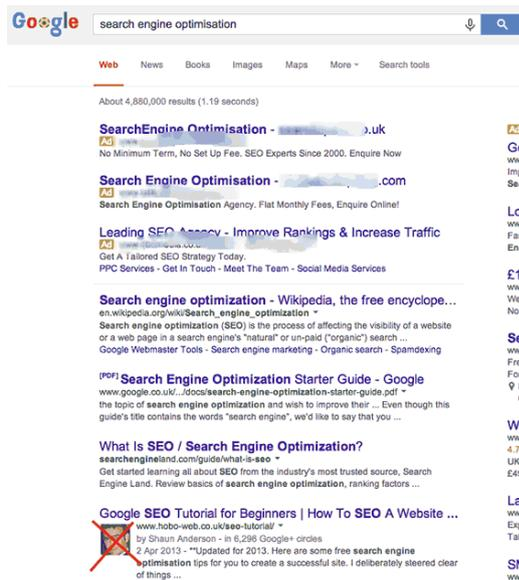 Google
search engine optimisation
Web News Books Images Maps More Search tools
About 4,880,000 results (1.19 seconds)
SearchEngine Optimisation - .uk
Ad www
No Minimum Term, No Set Up Fee. SEO Experts Since 2000. Enquire Now
Search Engine Optimisation - .com
Ad
Search Engine Optimisation Agency. Flat Monthly Fees, Enquire Online!
Leading SEO Agency - Improve Rankings & Increase Traffic
Ad
Get A Tailored SEO Strategy Today.
PPC Services - Get In Touch - Meet The Team - Social Media Services
Search engine optimization - Wikipedia, the free encyclope...
en.wikipedia.org/wiki/Search_engine_optimization
Search engine optimization (SEO) is the process of affecting the visibility of a website
or a web page in a search engine's "natural" or un-paid ("organic") search ...
Google Webmaster Tools - Search engine marketing - Organic search - Spamdexing
[PDF] Search Engine Optimization Starter Guide - Google
www.google.co.uk/.../docs/search-engine-optimization-starter-guide.pdf
the topic of search engine optimization and wish to improve their ... Even though this
guide's title contains the words "search engine", we'd like to say that you ...
What Is SEO / Search Engine Optimization?
searchengineland.com/guide/what-is-seo
Get started learning all about SEO from the industry's most trusted source, Search
Engine Land. Review basics of search engine optimization, ranking factors ...
Google SEO Tutorial for Beginners | How To SEO A Website ...
www.hobo-web.co.uk/seo-tutorial/
by Shaun Anderson - in 6,296 Google+ circles
2 Apr 2013 - **Updated for 2013. Here are some free search engine
optimisation tips for you to create a successful site. I deliberately steered clear
of things ...